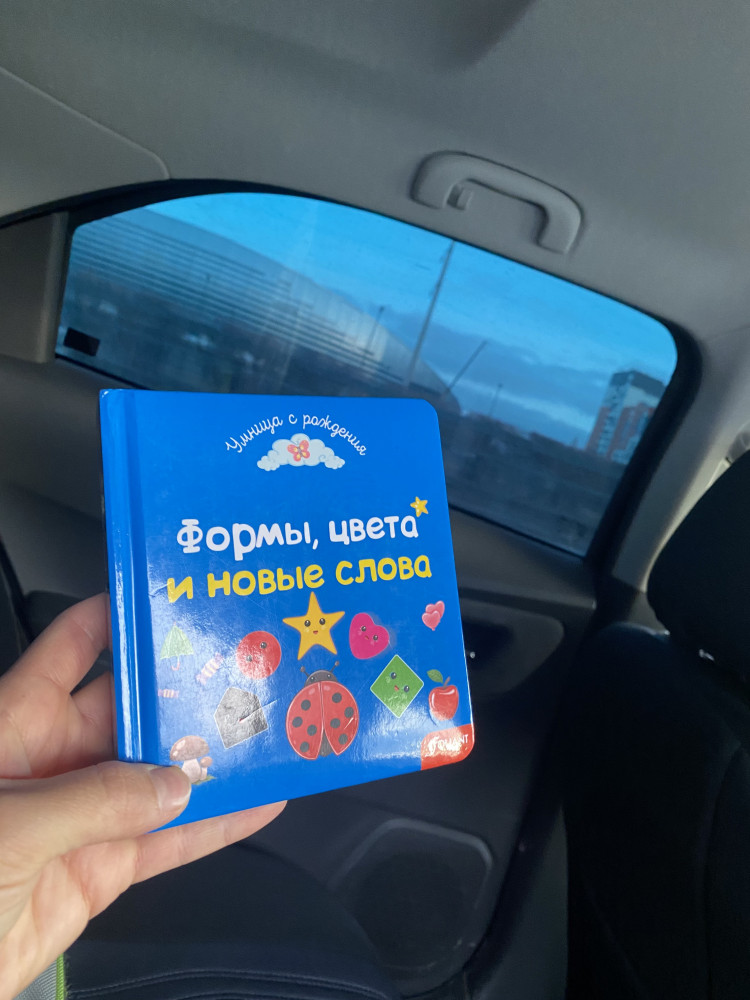 Умница с рождения
Формы, цвета
и новые слова